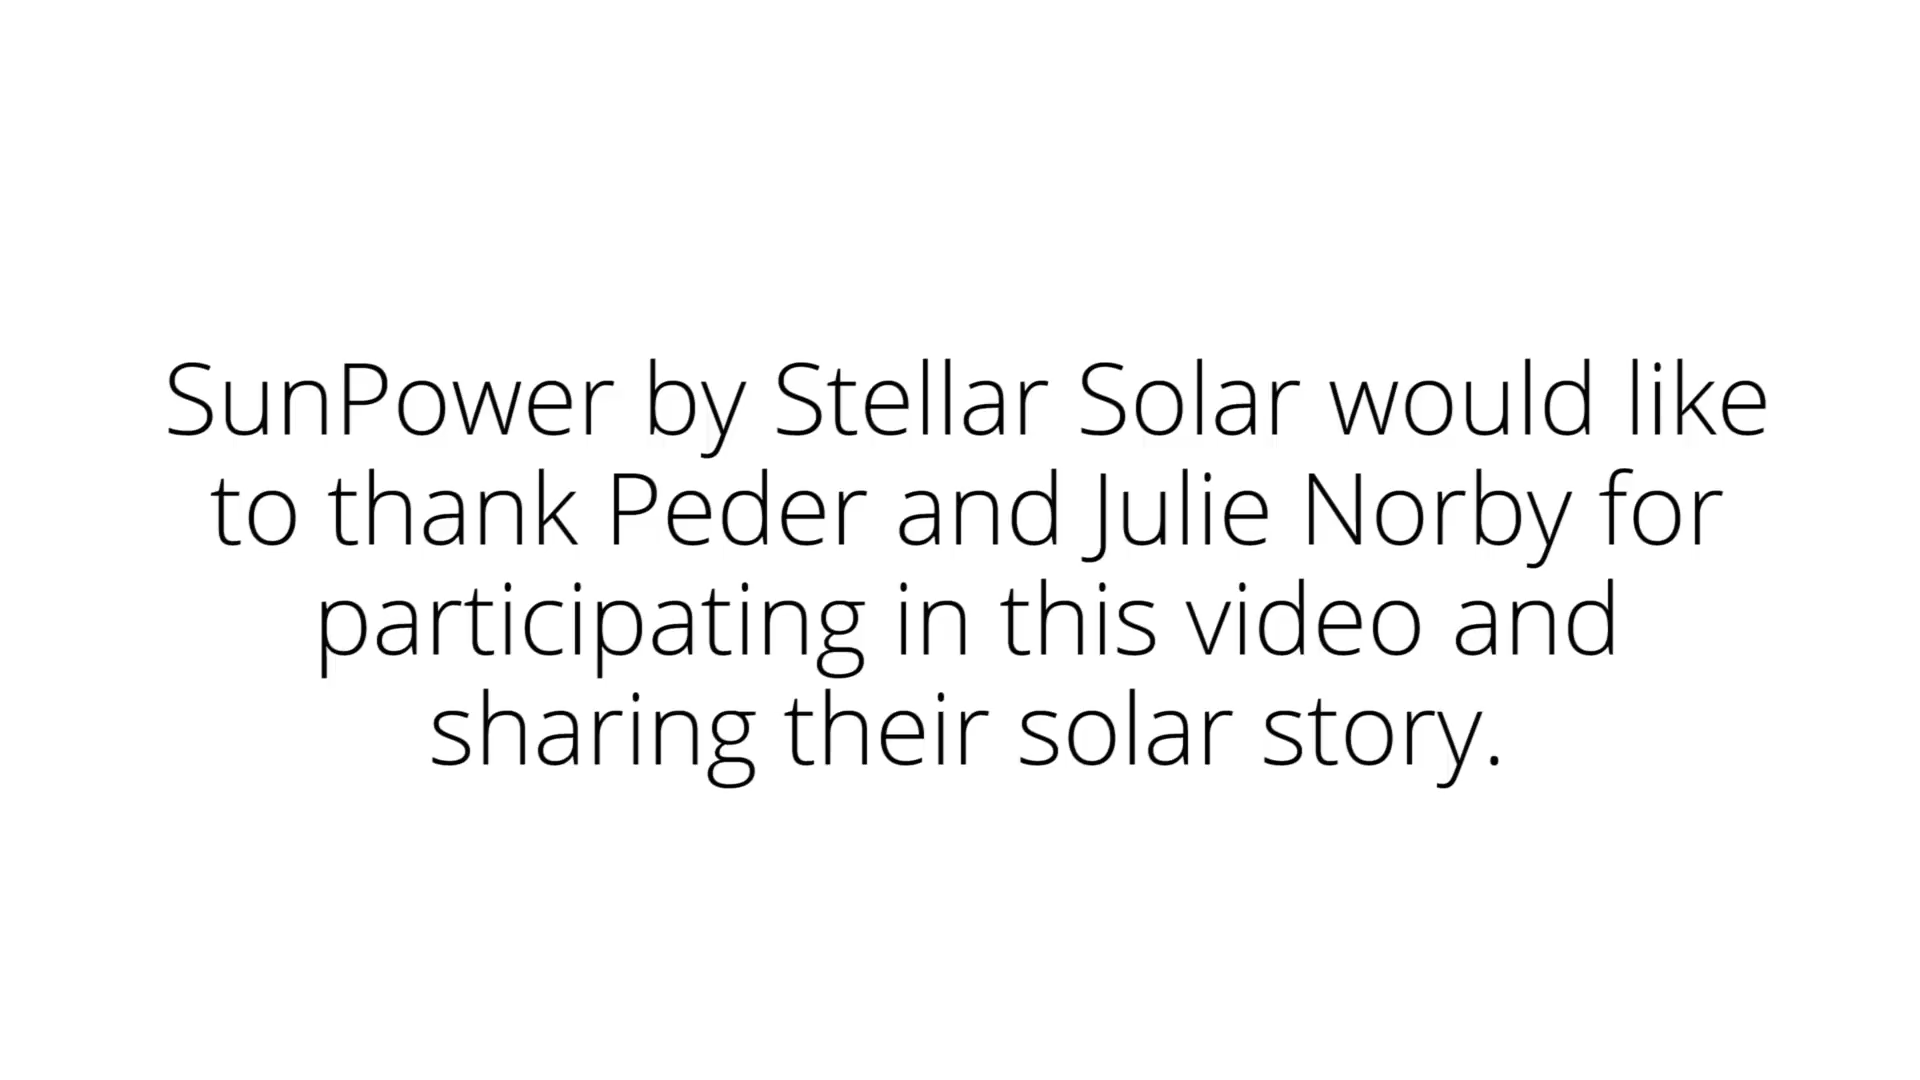 SunPower by Stellar Solar would like
to thank Peder and Julie Norby for
participating in this video and
sharing their solar story.